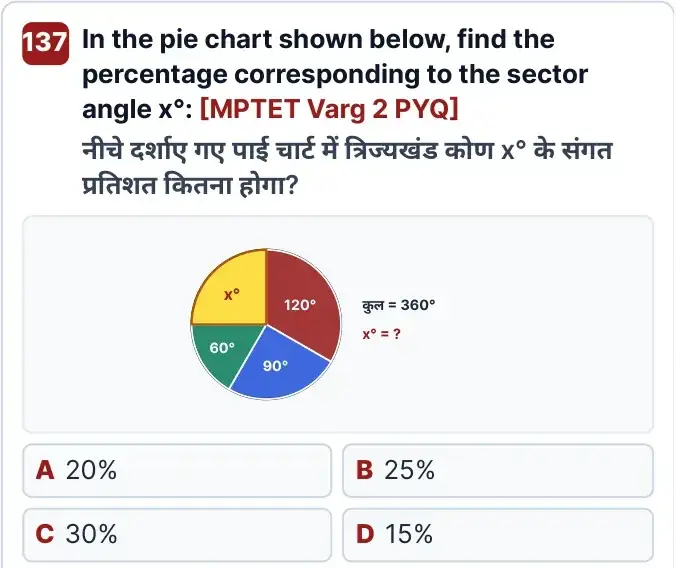 137 In the pie chart shown below, find the
percentage corresponding to the sector
angle x°: [MPTET Varg 2 PYQ]
नीचे दर्शाए गए पाई चार्ट में त्रिज्यखंड कोण x° के संगत
प्रतिशत कितना होगा?
x°
120°
60°
90°
कुल = 360°
x° = ?
A 20%
B 25%
C 30%
D 15%